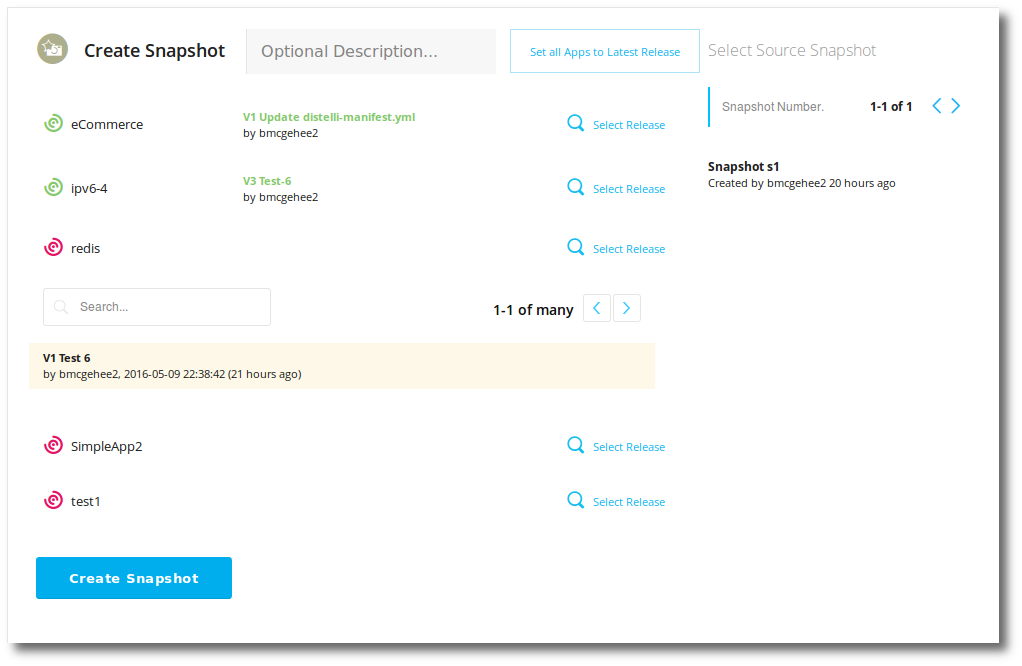 Create Snapshot
Optional Description...
Set all Apps to Latest Release
Select Source Snapshot
Snapshot Number.
1-1 of 1
Snapshot s1
Created by bmcgehee2 20 hours ago
eCommerce
V1 Update distelli-manifest.yml
by bmcgehee2
Select Release
ipv6-4
V3 Test-6
by bmcgehee2
Select Release
redis
Select Release
Search...
1-1 of many
V1 Test 6
by bmcgehee2, 2016-05-09 22:38:42 (21 hours ago)
SimpleApp2
Select Release
test1
Select Release
Create Snapshot